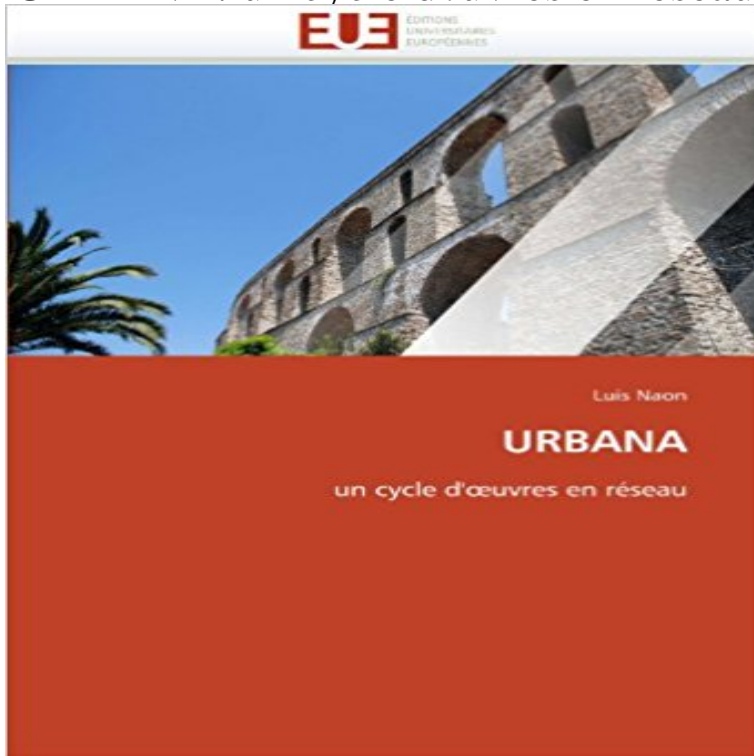 EUE
ÉDITIONS
UNIVERSITAIRES
EUROPÉENNES
Luis Naon
URBANA
un cycle d'œuvres en réseau